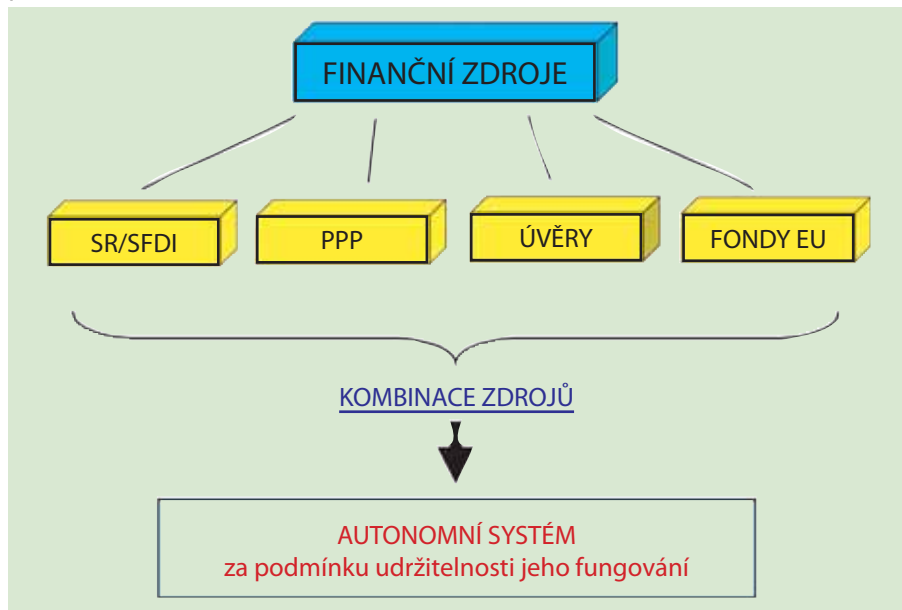 FINANČNÍ ZDROJE
SR/SFDI
PPP
ÚVĚRY
FONDY EU
KOMBINACE ZDROJŮ
AUTONOMNÍ SYSTÉM
za podmínku udržitelnosti jeho fungování